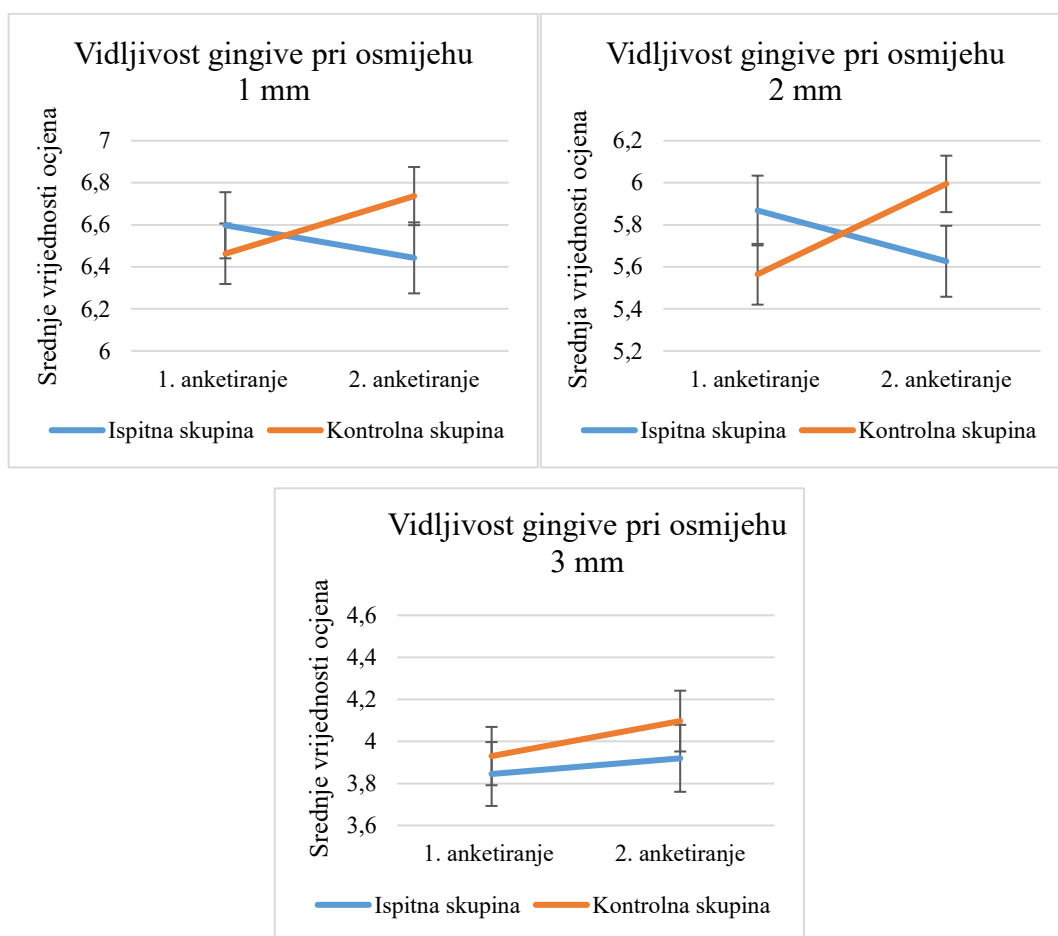 Vidljivost gingive pri osmijehu
1 mm
Srednje vrijednosti ocjena
7
6,8
6,6
6,4
6,2
6
1. anketiranje 2. anketiranje
Ispitna skupina Kontrolna skupina
Vidljivost gingive pri osmijehu
2 mm
Srednja vrijednosti ocjena
6,2
6
5,8
5,6
5,4
5,2
1. anketiranje 2. anketiranje
Ispitna skupina Kontrolna skupina
Vidljivost gingive pri osmijehu
3 mm
Srednje vrijednosti ocjena
4,6
4,4
4,2
4
3,8
3,6
1. anketiranje 2. anketiranje
Ispitna skupina Kontrolna skupina